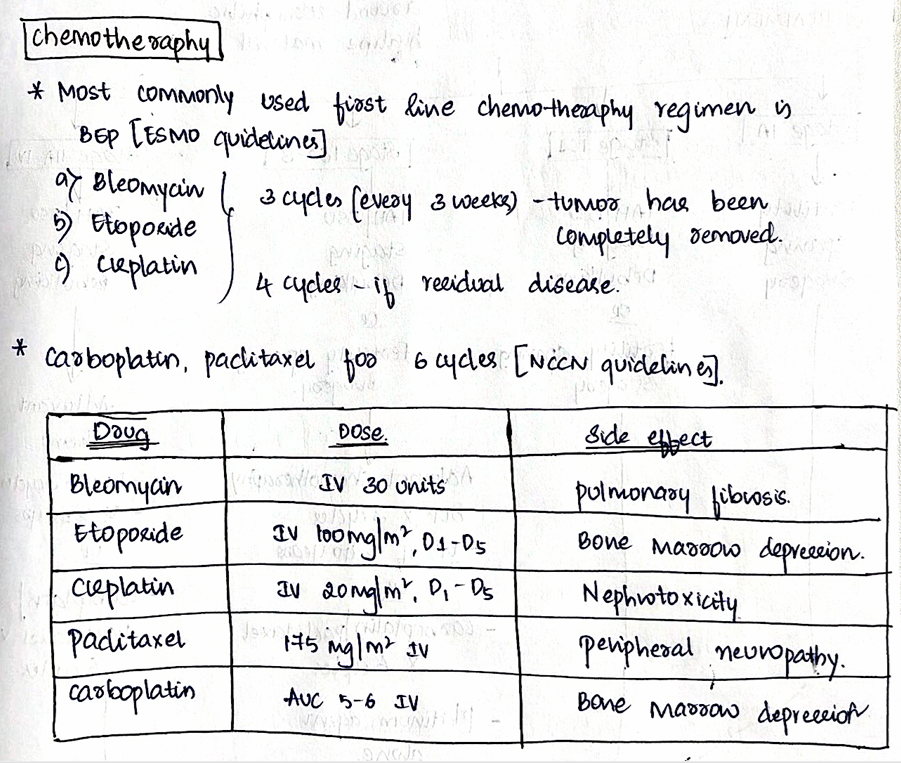 Chemotheraphy
* Most commonly used first line chemotheraphy regimen is
BEP [ESMO guidelines]
a) Bleomycin
b) Etoposide
c) Cisplatin
3 cycles (every 3 weeks) - tumor has been
completely removed.
4 cycles - if residual disease.
* Carboplatin, paclitaxel for 6 cycles [NCCN guidelines].
Drug Dose. Side effect
Bleomycin IV 30 units pulmonary fibrosis.
Etoposide IV 100mg/m², D1-D5 Bone Marrow depression.
Cisplatin IV 20mg/m², D1-D5 Nephrotoxicity
Paclitaxel 175 mg/m² IV peripheral neuropathy.
Carboplatin AUC 5-6 IV Bone Marrow depression